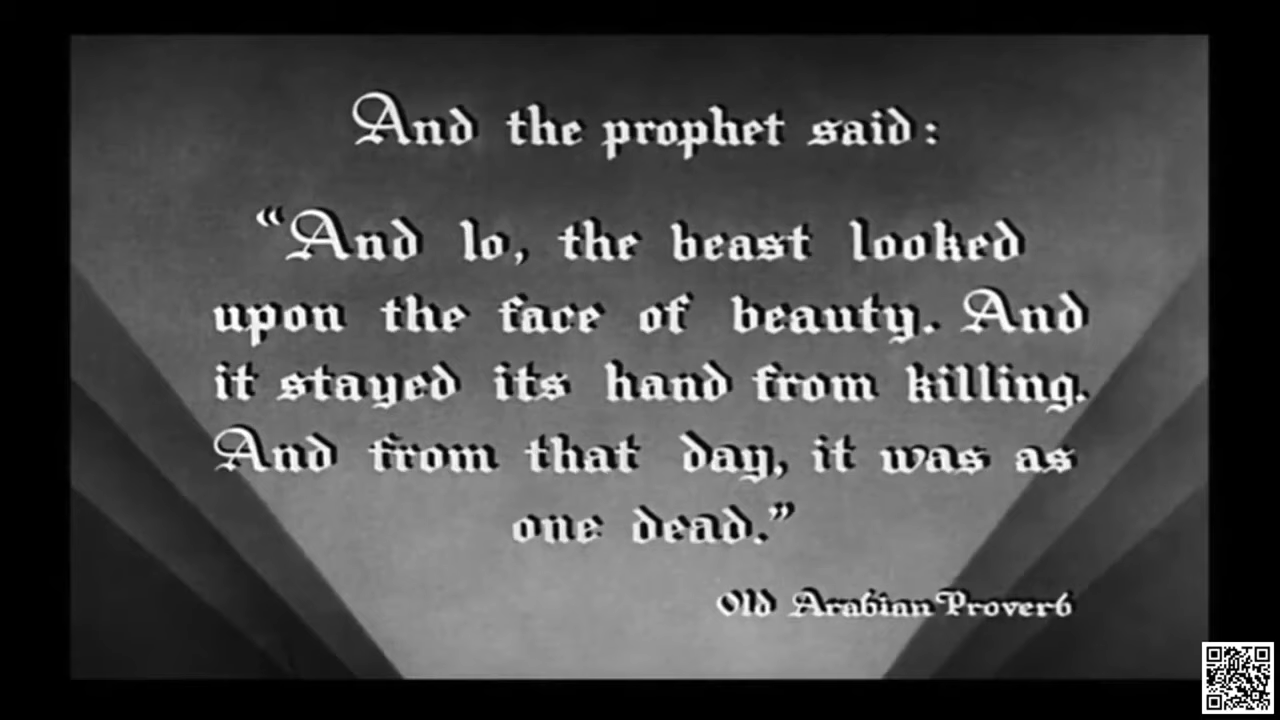 And the prophet said:
“And lo, the beast looked
upon the face of beauty. And
it stayed its hand from killing.
And from that day, it was as
one dead.”
Old Arabian Proverb